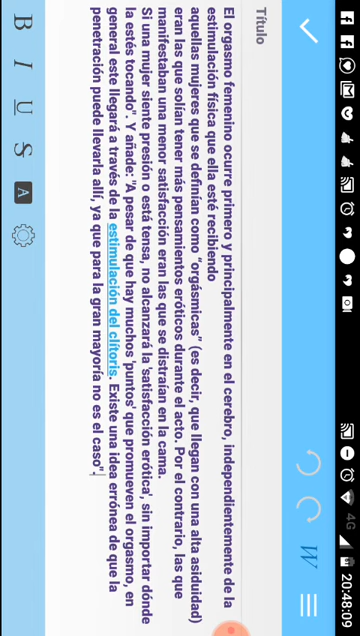 4G 20:48:09
W
Título
El orgasmo femenino ocurre primero y principalmente en el cerebro, independientemente de la
estimulación física que ella esté recibiendo
aquellas mujeres que se definían como "orgásmicas" (es decir, que llegan con una alta asiduidad)
eran las que solían tener más pensamientos eróticos durante el acto. Por el contrario, las que
manifestaban una menor satisfacción eran las que se distraían en la cama.
Si una mujer siente presión o está tensa, no alcanzará la 'satisfacción erótica', sin importar dónde
la estés tocando". Y añade: "A pesar de que hay muchos 'puntos' que promueven el orgasmo, en
general este llegará a través de la estimulación del clítoris. Existe una idea errónea de que la
penetración puede llevarla allí, ya que para la gran mayoría no es el caso".
B I U S A